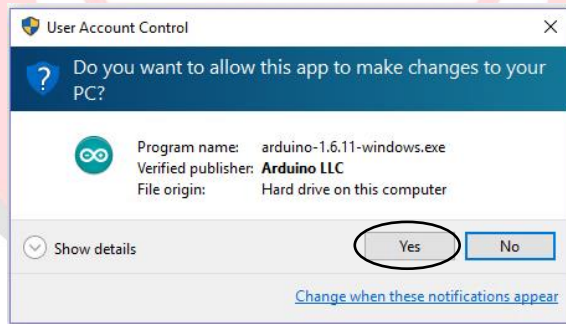 User Account Control
Do you want to allow this app to make changes to your
PC?
Program name: arduino-1.6.11-windows.exe
Verified publisher: Arduino LLC
File origin: Hard drive on this computer
Show details
Yes No
Change when these notifications appear